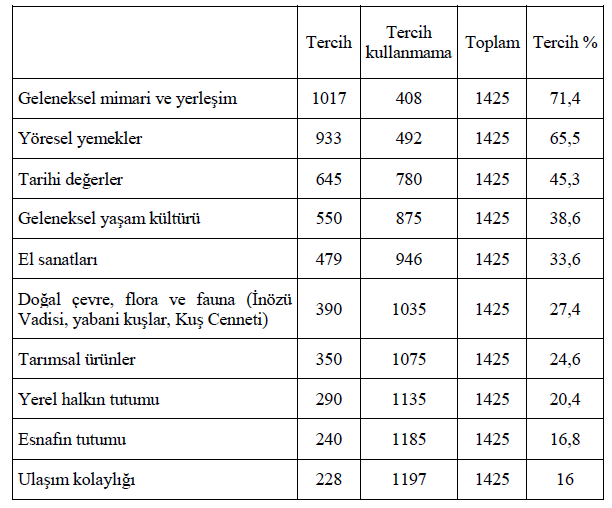 Tercih Tercih kullanmama Toplam Tercih %
Geleneksel mimari ve yerleşim 1017 408 1425 71,4
Yöresel yemekler 933 492 1425 65,5
Tarihi değerler 645 780 1425 45,3
Geleneksel yaşam kültürü 550 875 1425 38,6
El sanatları 479 946 1425 33,6
Doğal çevre, flora ve fauna (İnözü
Vadisi, yabani kuşlar, Kuş Cenneti) 390 1035 1425 27,4
Tarımsal ürünler 350 1075 1425 24,6
Yerel halkın tutumu 290 1135 1425 20,4
Esnafın tutumu 240 1185 1425 16,8
Ulaşım kolaylığı 228 1197 1425 16